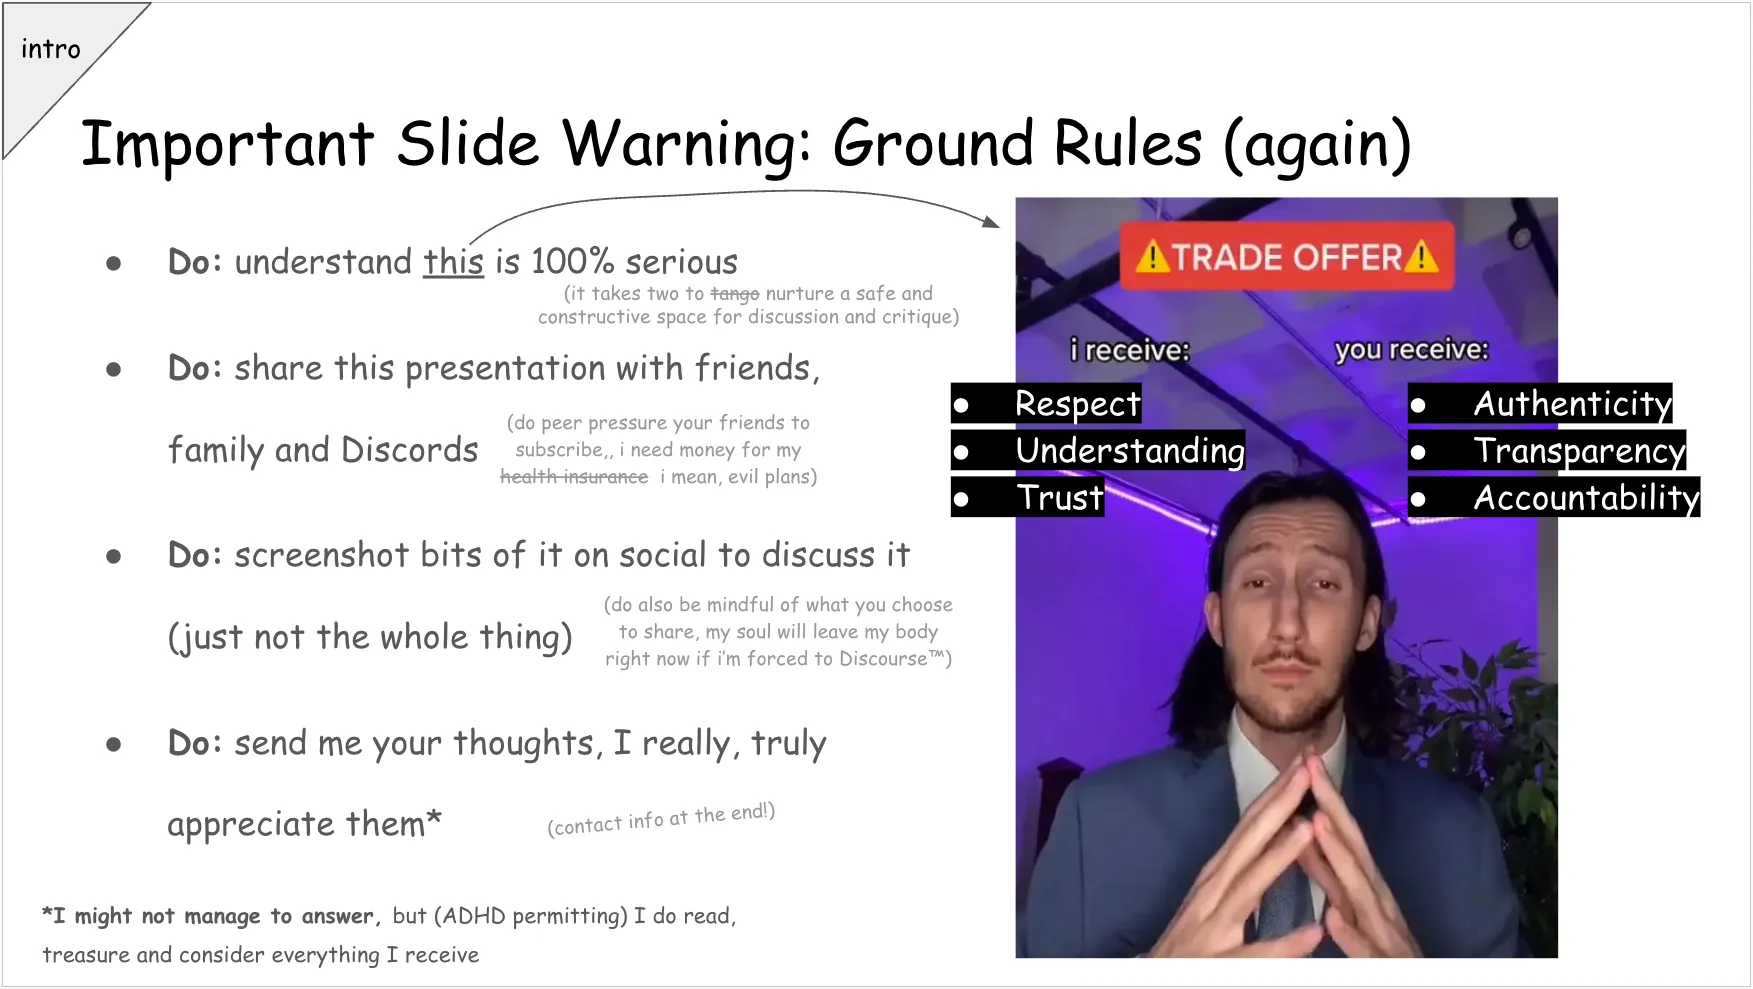 intro
Important Slide Warning: Ground Rules (again)
● Do: understand this is 100% serious
(it takes two to tango nurture a safe and
constructive space for discussion and critique)
● Do: share this presentation with friends,
family and Discords
(do peer pressure your friends to
subscribe,, i need money for my
health insurance i mean, evil plans)
● Do: screenshot bits of it on social to discuss it
(just not the whole thing)
(do also be mindful of what you choose
to share, my soul will leave my body
right now if i'm forced to Discourse™)
● Do: send me your thoughts, I really, truly
appreciate them*
(contact info at the end!)
*I might not manage to answer, but (ADHD permitting) I do read,
treasure and consider everything I receive
⚠TRADE OFFER⚠
i receive:
● Respect
● Understanding
● Trust
you receive:
● Authenticity
● Transparency
● Accountability